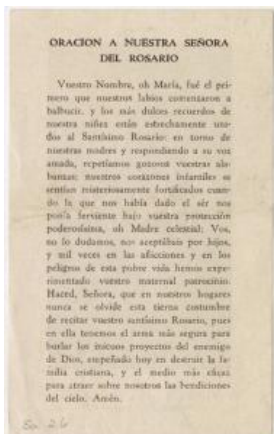 ORACION A NUESTRA SEÑORA
DEL ROSARIO
Vuestro Nombre, oh María, fué el pri-
mero que nuestros labios comenzaron a
balbucir, y los más dulces recuerdos de
nuestra niñez están estrechamente uni-
dos al Santísimo Rosario: en torno de
nuestras madres y respondiendo a su voz
amada, repetíamos gozosos vuestras ala-
banzas; nuestros corazones infantiles se
sentían misteriosamente fortificados cuan-
do la que nos había dado el sér nos
ponía ferviente bajo vuestra protección
poderosísima, oh Madre celestial; Vos,
no lo dudamos, nos aceptábais por hijos,
y mil veces en las aflicciones y en los
peligros de esta pobre vida hemos expe-
rimentado vuestro maternal patrocinio.
Haced, Señora, que en nuestros hogares
nunca se olvide esta tierna costumbre
de recitar vuestro santísimo Rosario, pues
en ella tenemos el arma más segura para
burlar los inicuos proyectos del enemigo
de Dios, empeñado hoy en destruir la fa-
milia cristiana, y el medio más eficaz
para atraer sobre nosotros las bendiciones
del cielo. Amén.